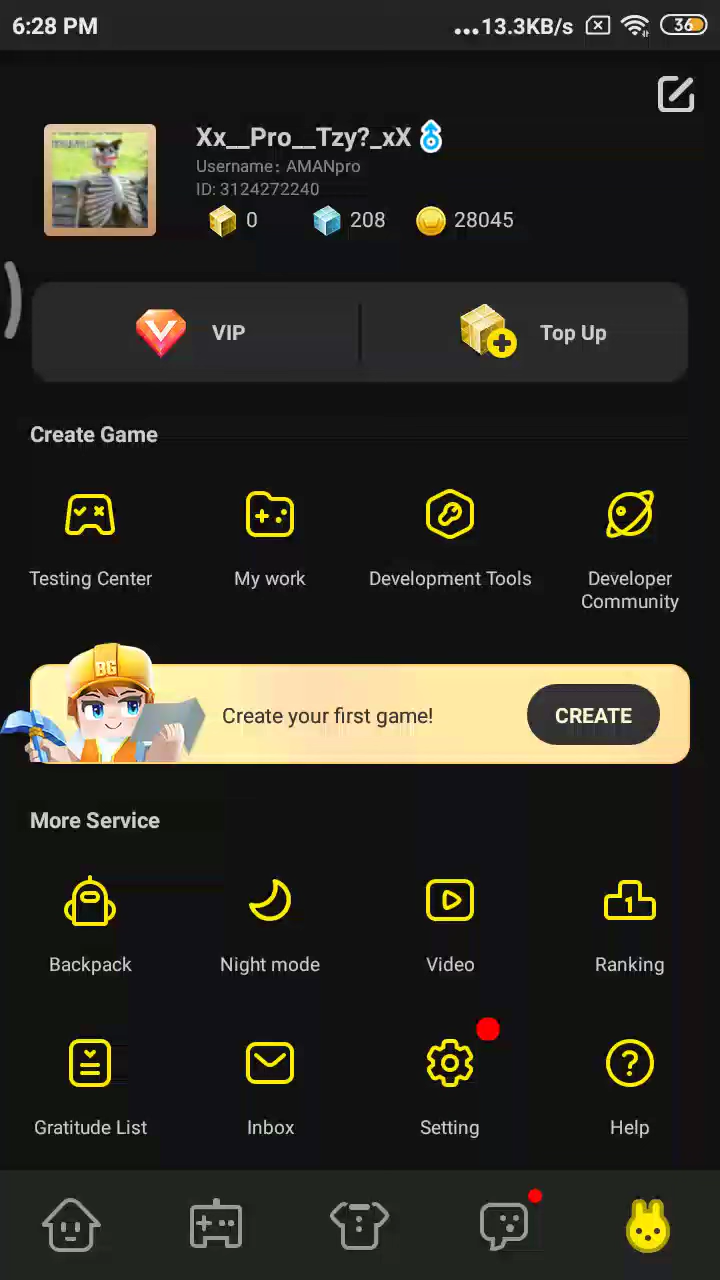 6:28 PM
...13.3KB/s
36
Xx__Pro__Tzy?_xX
Username: AMANpro
ID: 3124272240
0
208
28045
VIP
Top Up
Create Game
Testing Center
My work
Development Tools
Developer
Community
BG
Create your first game!
CREATE
More Service
Backpack
Night mode
Video
1
Ranking
Gratitude List
Inbox
Setting
?
Help